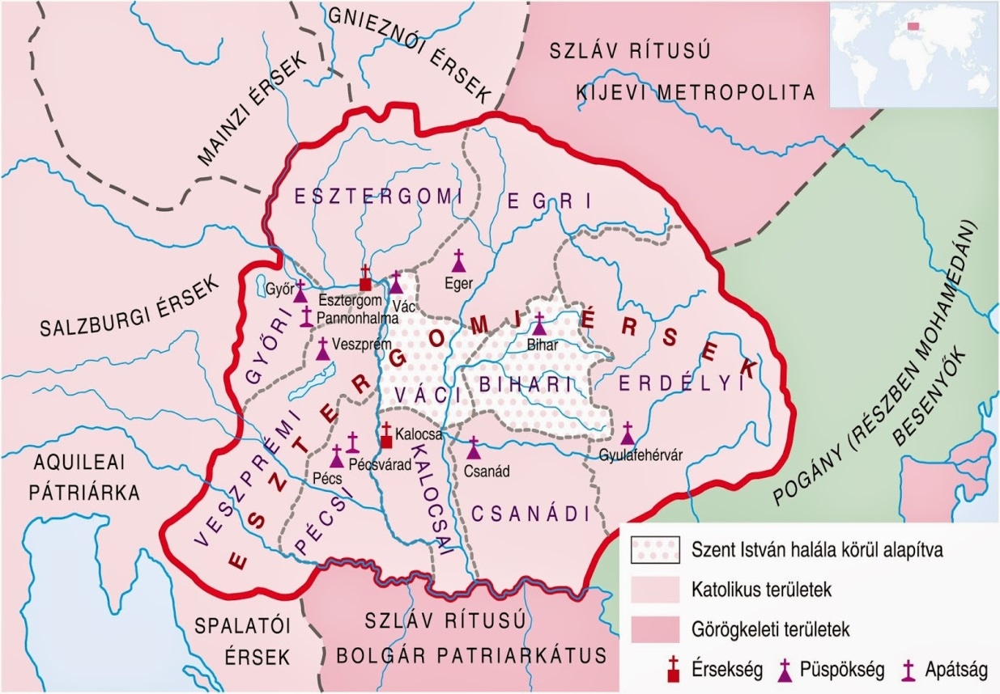 GNIEZNÓI ÉRSEK
SZLÁV RÍTUSÚ
KIJEVI METROPOLITA
MAINZI ÉRSEK
ESZTERGOMI
EGRI
SALZBURGI ÉRSEK
Győr
Esztergom
Pannonhalma
Vác
Eger
Veszprém
Bihar
GYŐRI
ESZTERGOMI ÉRSEK
VÁCI
BIHARI
ERDÉLYI
POGÁNY (RÉSZBEN MOHAMEDÁN)
BESENYŐK
AQUILEAI
PÁTRIÁRKA
VESZPRÉMI
Kalocsa
Pécsvárad
Pécs
Csanád
Gyulafehérvár
PÉCSI
KALOCSAI
CSANÁDI
SPALATÓI
ÉRSEK
SZLÁV RÍTUSÚ
BOLGÁR PATRIARKÁTUS
Szent István halála körül alapítva
Katolikus területek
Görögkeleti területek
Érsekség Püspökség Apátság